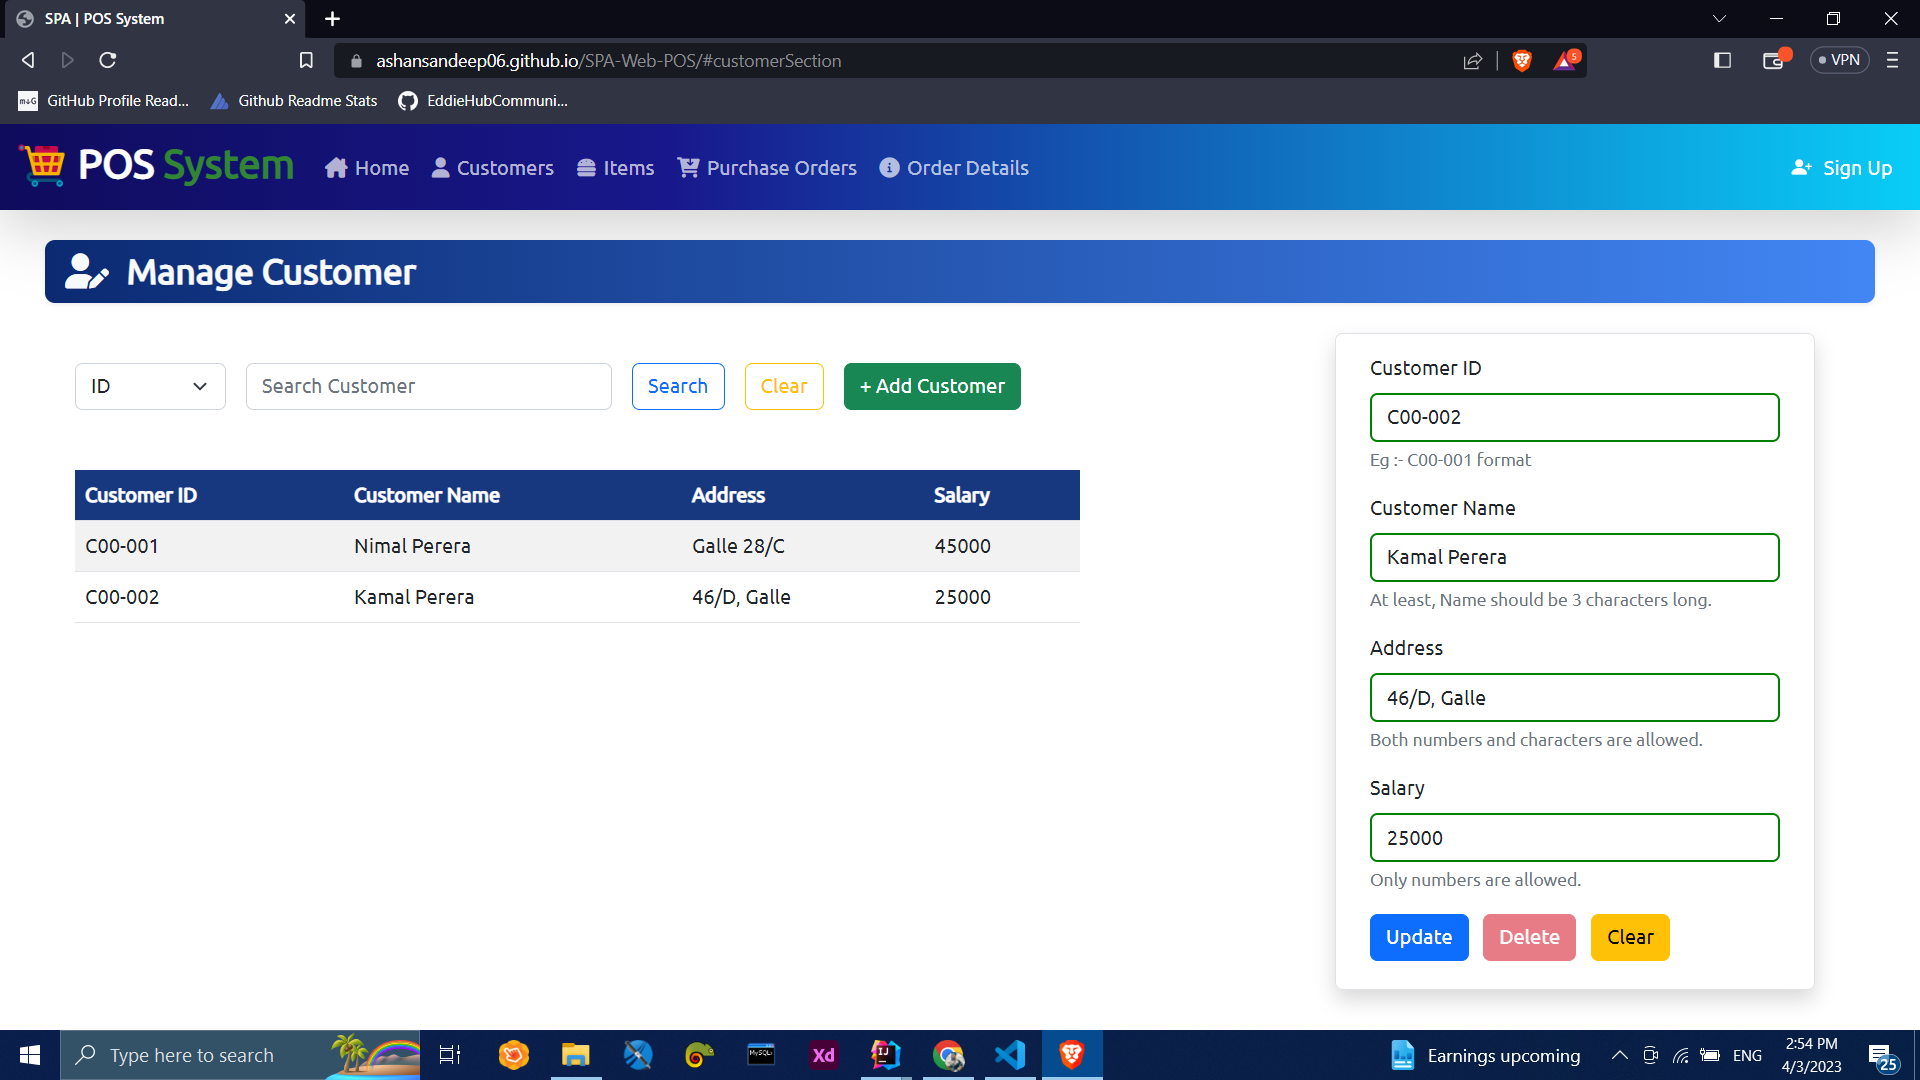 SPA | POS System
ashansandeep06.github.io/SPA-Web-POS/#customerSection
5
VPN
GitHub Profile Read...
Github Readme Stats
EddieHubCommuni...
POS System
Home
Customers
Items
Purchase Orders
Order Details
Sign Up
Manage Customer
ID
Search Customer
Search
Clear
+ Add Customer
Customer ID Customer Name Address Salary
C00-001 Nimal Perera Galle 28/C 45000
C00-002 Kamal Perera 46/D, Galle 25000
Customer ID
C00-002
Eg :- C00-001 format
Customer Name
Kamal Perera
At least, Name should be 3 characters long.
Address
46/D, Galle
Both numbers and characters are allowed.
Salary
25000
Only numbers are allowed.
Update
Delete
Clear
Type here to search
MySQL
Xd
IJ
Earnings upcoming
ENG
2:54 PM
4/3/2023
25